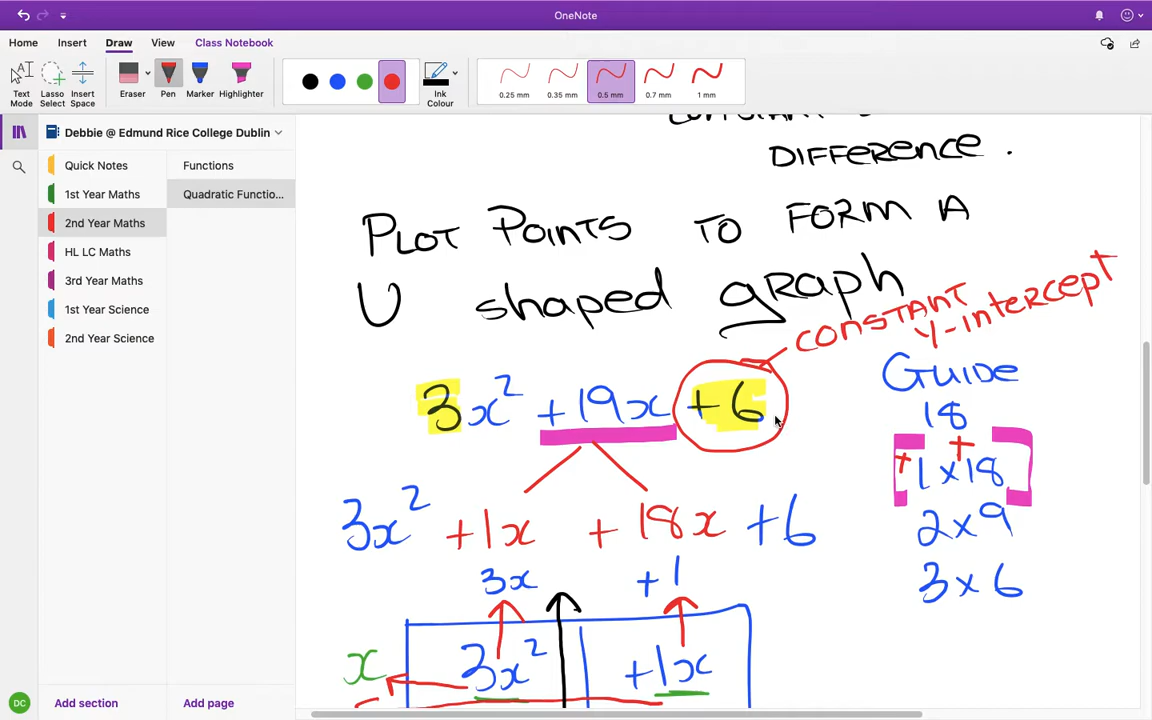 OneNote
Home Insert Draw View Class Notebook
Text Mode
Lasso Select
Insert Space
Eraser
Pen
Marker
Highlighter
Ink Colour
0.25 mm
0.35 mm
0.5 mm
0.7 mm
1 mm
Debbie @ Edmund Rice College Dublin
Quick Notes
1st Year Maths
2nd Year Maths
HL LC Maths
3rd Year Maths
1st Year Science
2nd Year Science
Functions
Quadratic Functio...
DC
Add section
Add page
DIFFERENCE .
PLOT POINTS TO FORM A
U shaped graph
CONSTANT
Y-intercept
3x² +19x +6
3x² +1x +18x +6
3x +1
x 3x² +1x
GUIDE
18
+1 x +18
2 x 9
3 x 6